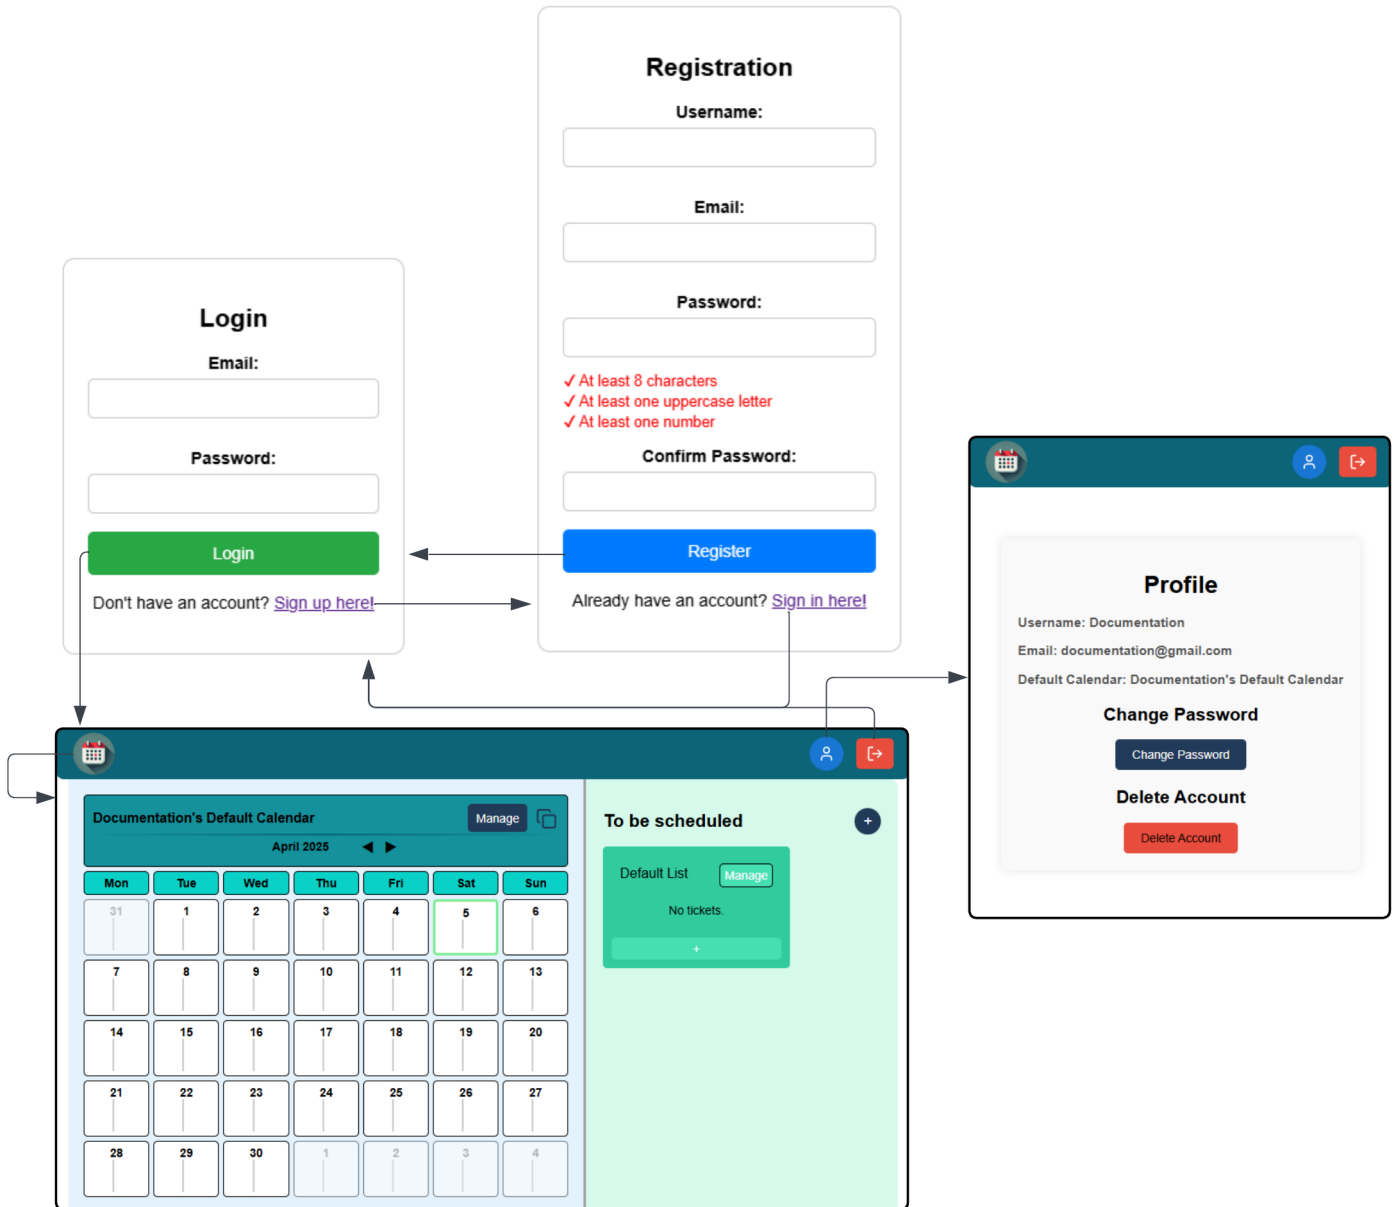 Registration
Username:
Email:
Password:
✓ At least 8 characters
✓ At least one uppercase letter
✓ At least one number
Confirm Password:
Register
Already have an account? Sign in here!
Login
Email:
Password:
Login
Don't have an account? Sign up here!
Profile
Username: Documentation
Email: documentation@gmail.com
Default Calendar: Documentation's Default Calendar
Change Password
Change Password
Delete Account
Delete Account
Documentation's Default Calendar Manage
April 2025 ◀ ▶
Mon Tue Wed Thu Fri Sat Sun
31 1 2 3 4 5 6
7 8 9 10 11 12 13
14 15 16 17 18 19 20
21 22 23 24 25 26 27
28 29 30 1 2 3 4
To be scheduled +
Default List Manage
No tickets.
+